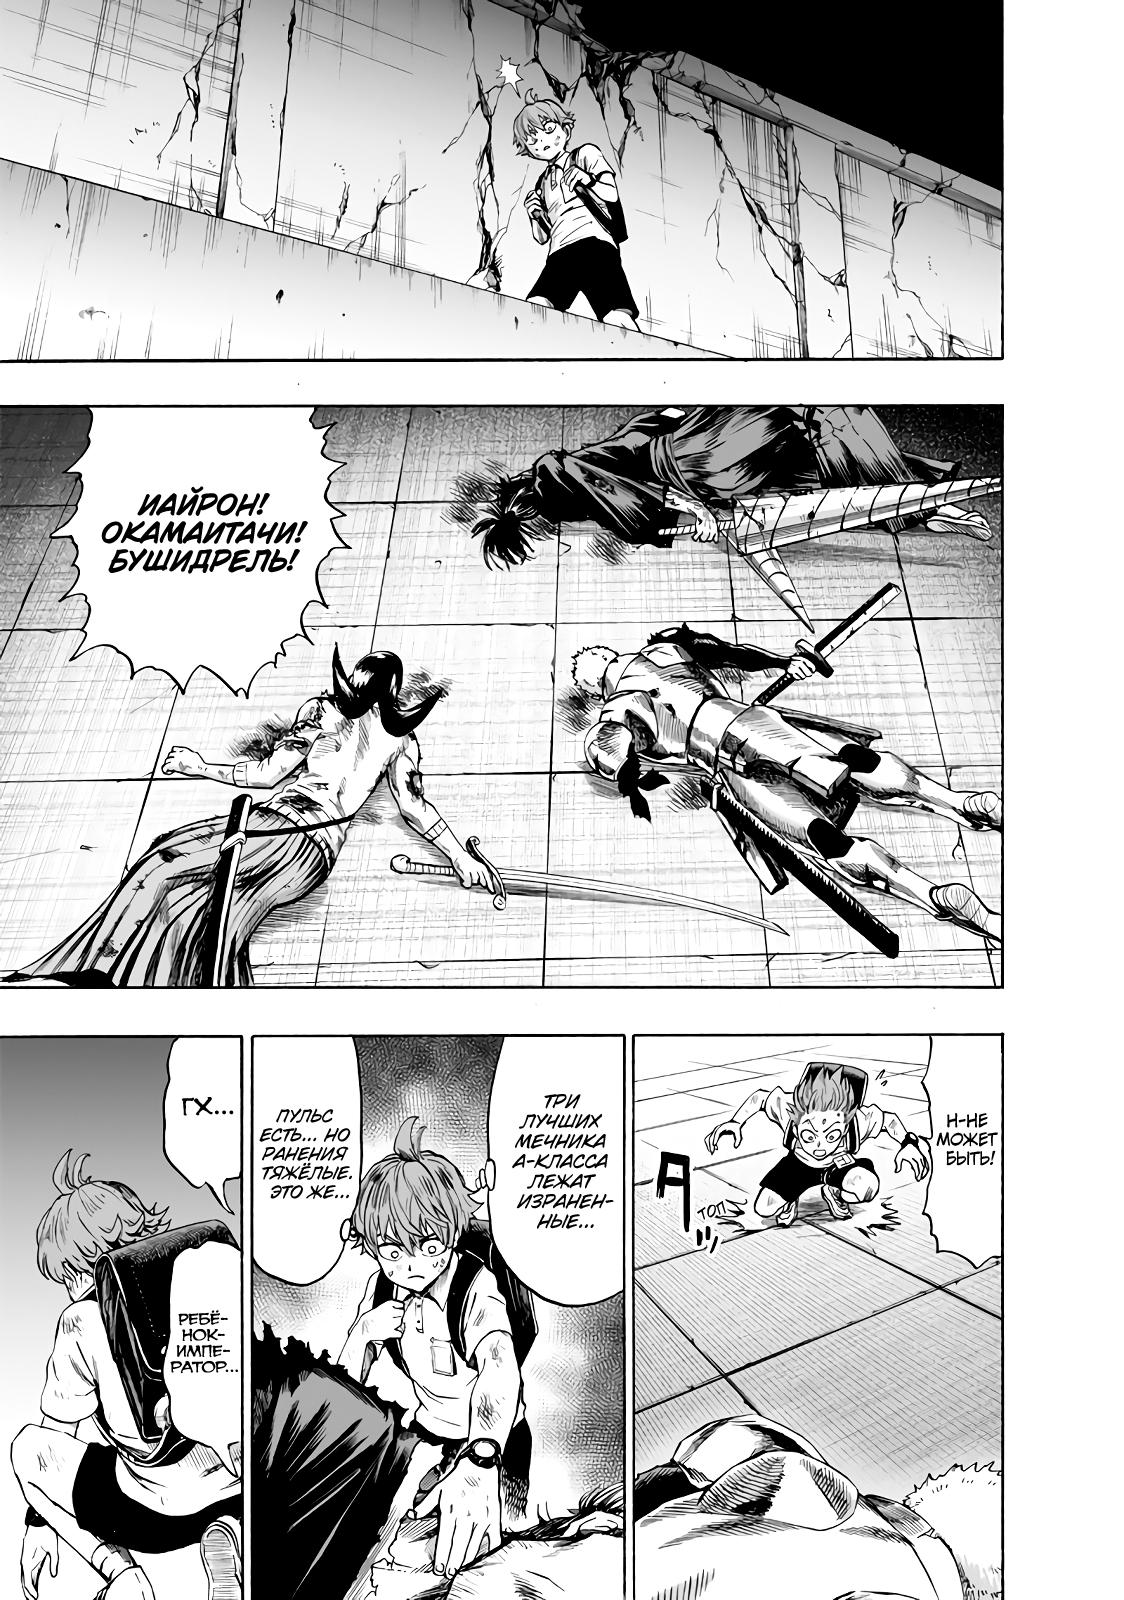 ИАЙРОН!
ОКАМАИТАЧИ!
БУШИДРЕЛЬ!
Н-НЕ
МОЖЕТ
БЫТЬ!
ТОП
ТРИ
ЛУЧШИХ
МЕЧНИКА
А-КЛАССА
ЛЕЖАТ
ИЗРАНЕН-
НЫЕ...
ПУЛЬС
ЕСТЬ... НО
РАНЕНИЯ
ТЯЖЁЛЫЕ.
ЭТО ЖЕ...
ГХ...
РЕБЁ-
НОК-
ИМПЕ-
РАТОР...